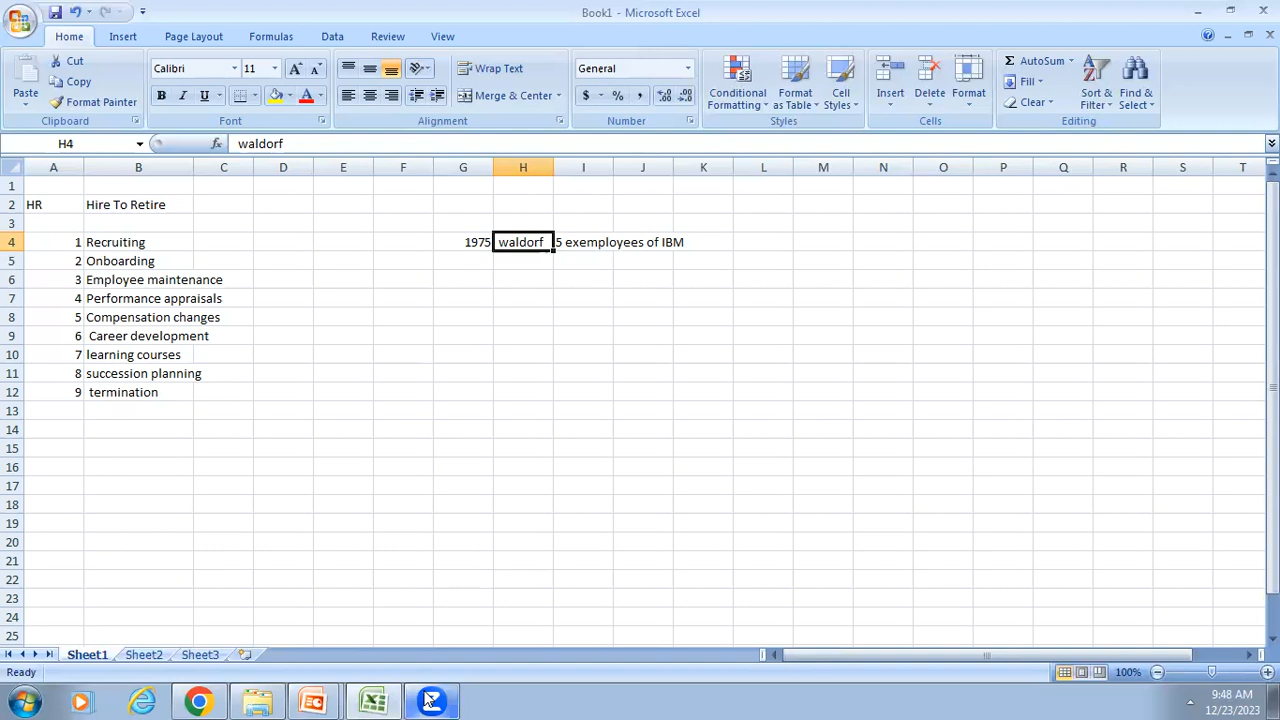 Book1 - Microsoft Excel
Home Insert Page Layout Formulas Data Review View
Paste
Cut
Copy
Format Painter
Clipboard
Calibri 11
B I U
A
Font
Wrap Text
Merge & Center
Alignment
General
$ % ,
Number
Conditional Formatting
Format as Table
Cell Styles
Styles
Insert Delete Format
Cells
AutoSum
Fill
Clear
Sort & Filter
Find & Select
Editing
H4 fx waldorf
A B C D E F G H I J K L M N O P Q R S T
1
2 HR Hire To Retire
3
4 1 Recruiting 1975 waldorf 5 exemployees of IBM
5 2 Onboarding
6 3 Employee maintenance
7 4 Performance appraisals
8 5 Compensation changes
9 6 Career development
10 7 learning courses
11 8 succession planning
12 9 termination
13
14
15
16
17
18
19
20
21
22
23
24
25
Sheet1 Sheet2 Sheet3
Ready 100%
9:48 AM
12/23/2023